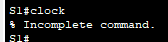 S1#clock
% Incomplete command.
S1#